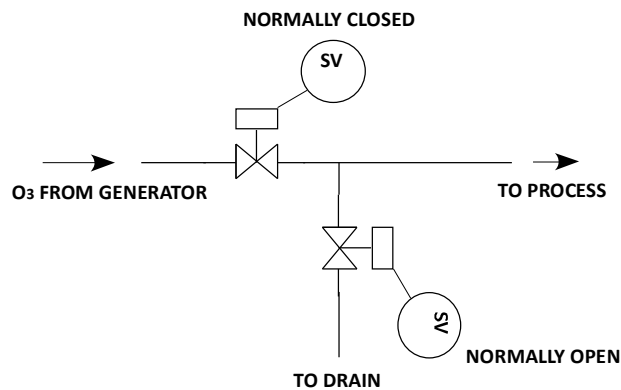 NORMALLY CLOSED
SV
O3 FROM GENERATOR
TO PROCESS
SV
NORMALLY OPEN
TO DRAIN